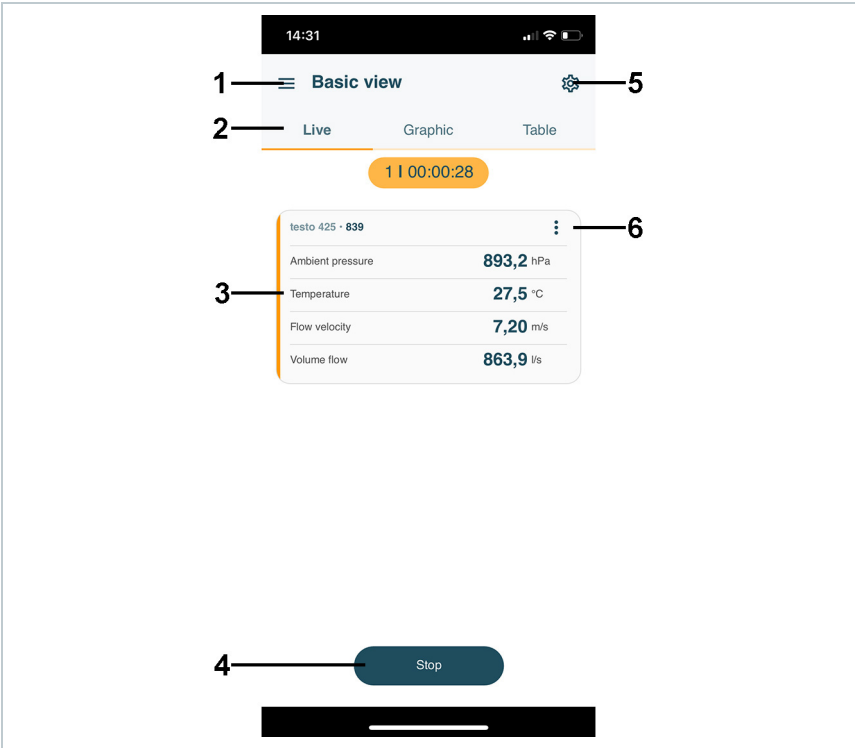 14:31
1 Basic view 5
2 Live Graphic Table
1 I 00:00:28
testo 425 · 839 6
Ambient pressure 893,2 hPa
3 Temperature 27,5 °C
Flow velocity 7,20 m/s
Volume flow 863,9 l/s
4 Stop